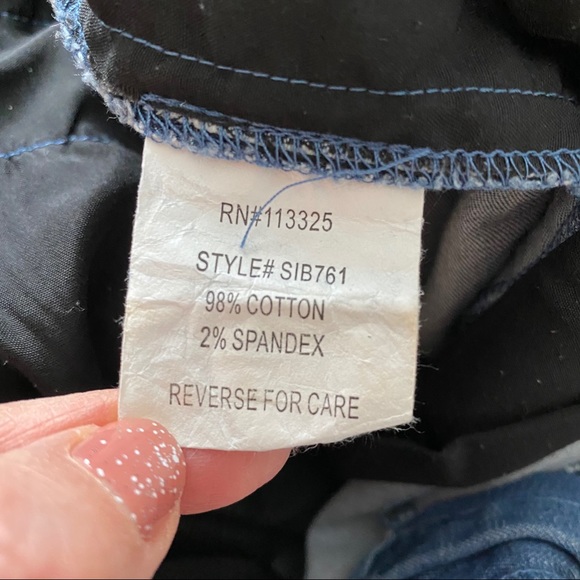 RN#113325
STYLE# SIB761
98% COTTON
2% SPANDEX
REVERSE FOR CARE